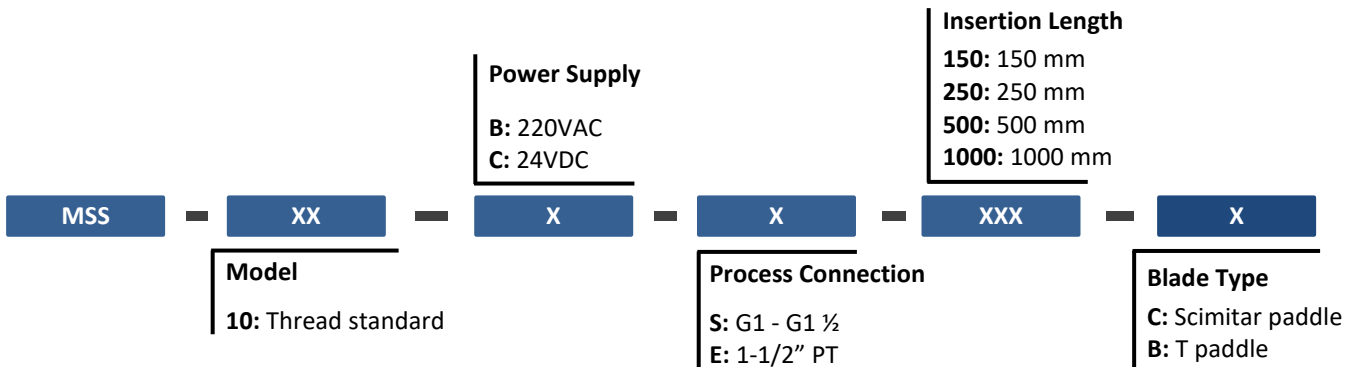 Insertion Length
150: 150 mm
250: 250 mm
500: 500 mm
1000: 1000 mm
Power Supply
B: 220VAC
C: 24VDC
MSS - XX - X - X - XXX - X
Model
10: Thread standard
Process Connection
S: G1 - G1 ½
E: 1-1/2” PT
Blade Type
C: Scimitar paddle
B: T paddle